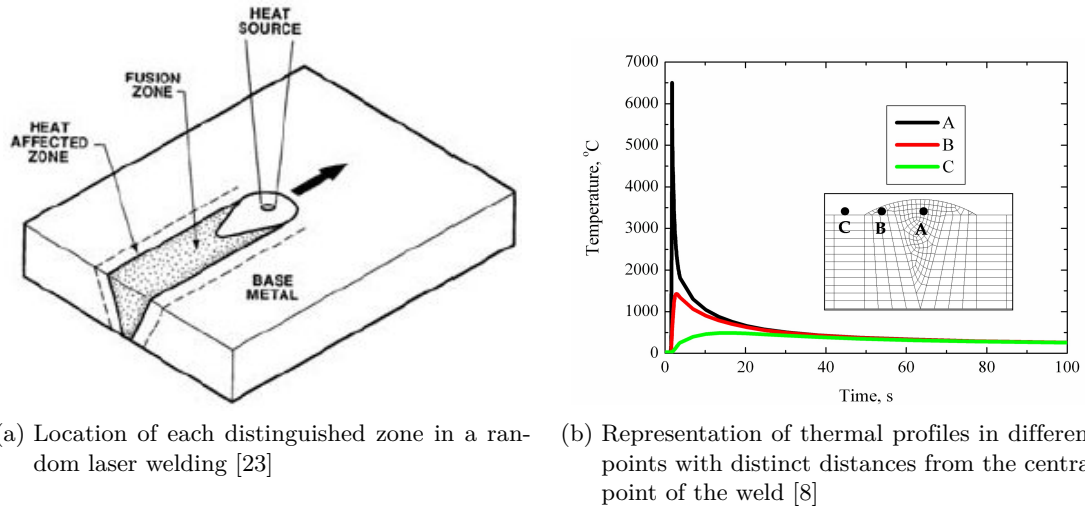 HEAT
SOURCE
FUSION
ZONE
HEAT
AFFECTED
ZONE
BASE
METAL
7000
6000
5000
4000
3000
2000
1000
0
Temperature, °C
A
B
C
C
B
A
0
20
40
60
80
100
Time, s
(a) Location of each distinguished zone in a ran-
dom laser welding [23]
(b) Representation of thermal profiles in differen
points with distinct distances from the centra
point of the weld [8]